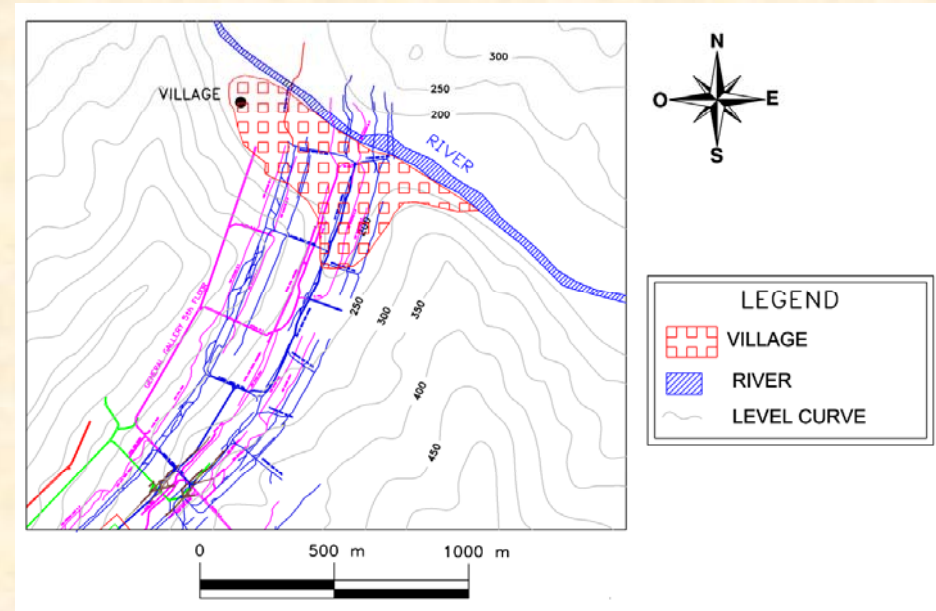 300
250
200
VILLAGE
RIVER
200
250
300
350
400
450
GENERAL GALLERY 5th FLOOR
0 500 m 1000 m
N
O E
S
LEGEND
VILLAGE
RIVER
LEVEL CURVE